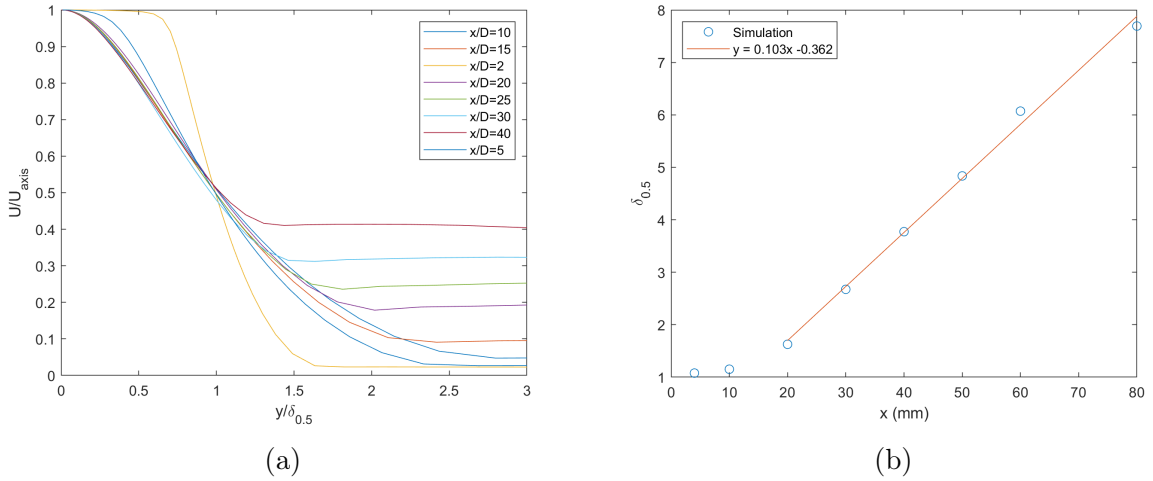 1
0.9
0.8
0.7
0.6
0.5
0.4
0.3
0.2
0.1
0
U/U_axis
0 0.5 1 1.5 2 2.5 3
y/δ_0.5
x/D=10
x/D=15
x/D=2
x/D=20
x/D=25
x/D=30
x/D=40
x/D=5
(a)
8
7
6
5
4
3
2
1
δ_0.5
0 10 20 30 40 50 60 70 80
x (mm)
Simulation
y = 0.103x -0.362
(b)